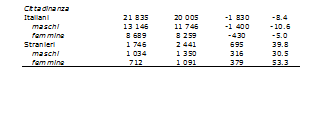 Cittadinanza
Italiani 21 835 20 005 -1 830 -8.4
maschi 13 146 11 746 -1 400 -10.6
femmine 8 689 8 259 -430 -5.0
Stranieri 1 746 2 441 695 39.8
maschi 1 034 1 350 316 30.5
femmine 712 1 091 379 53.3